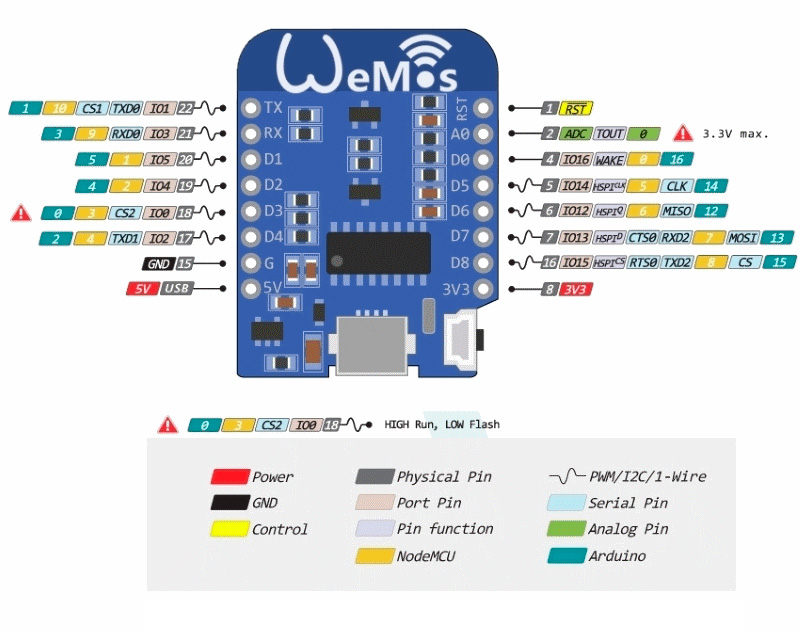 WeMos
1 10 CS1 TXD0 IO1 22 TX RST 1 RST
3 9 RXD0 IO3 21 RX A0 2 ADC TOUT 0 3.3V max.
5 1 IO5 20 D1 D0 4 IO16 WAKE 0 16
4 2 IO4 19 D2 D5 5 IO14 HSPICLK 5 CLK 14
0 3 CS2 IO0 18 D3 D6 6 IO12 HSPIQ 6 MISO 12
2 4 TXD1 IO2 17 D4 D7 7 IO13 HSPID CTS0 RXD2 7 MOSI 13
GND 15 G D8 16 IO15 HSPICS RTS0 TXD2 8 CS 15
5V USB 5V 3V3 8 3V3
0 3 CS2 IO0 18 HIGH Run, LOW Flash
Power Physical Pin PWM/I2C/1-Wire
GND Port Pin Serial Pin
Control Pin function Analog Pin
NodeMCU Arduino